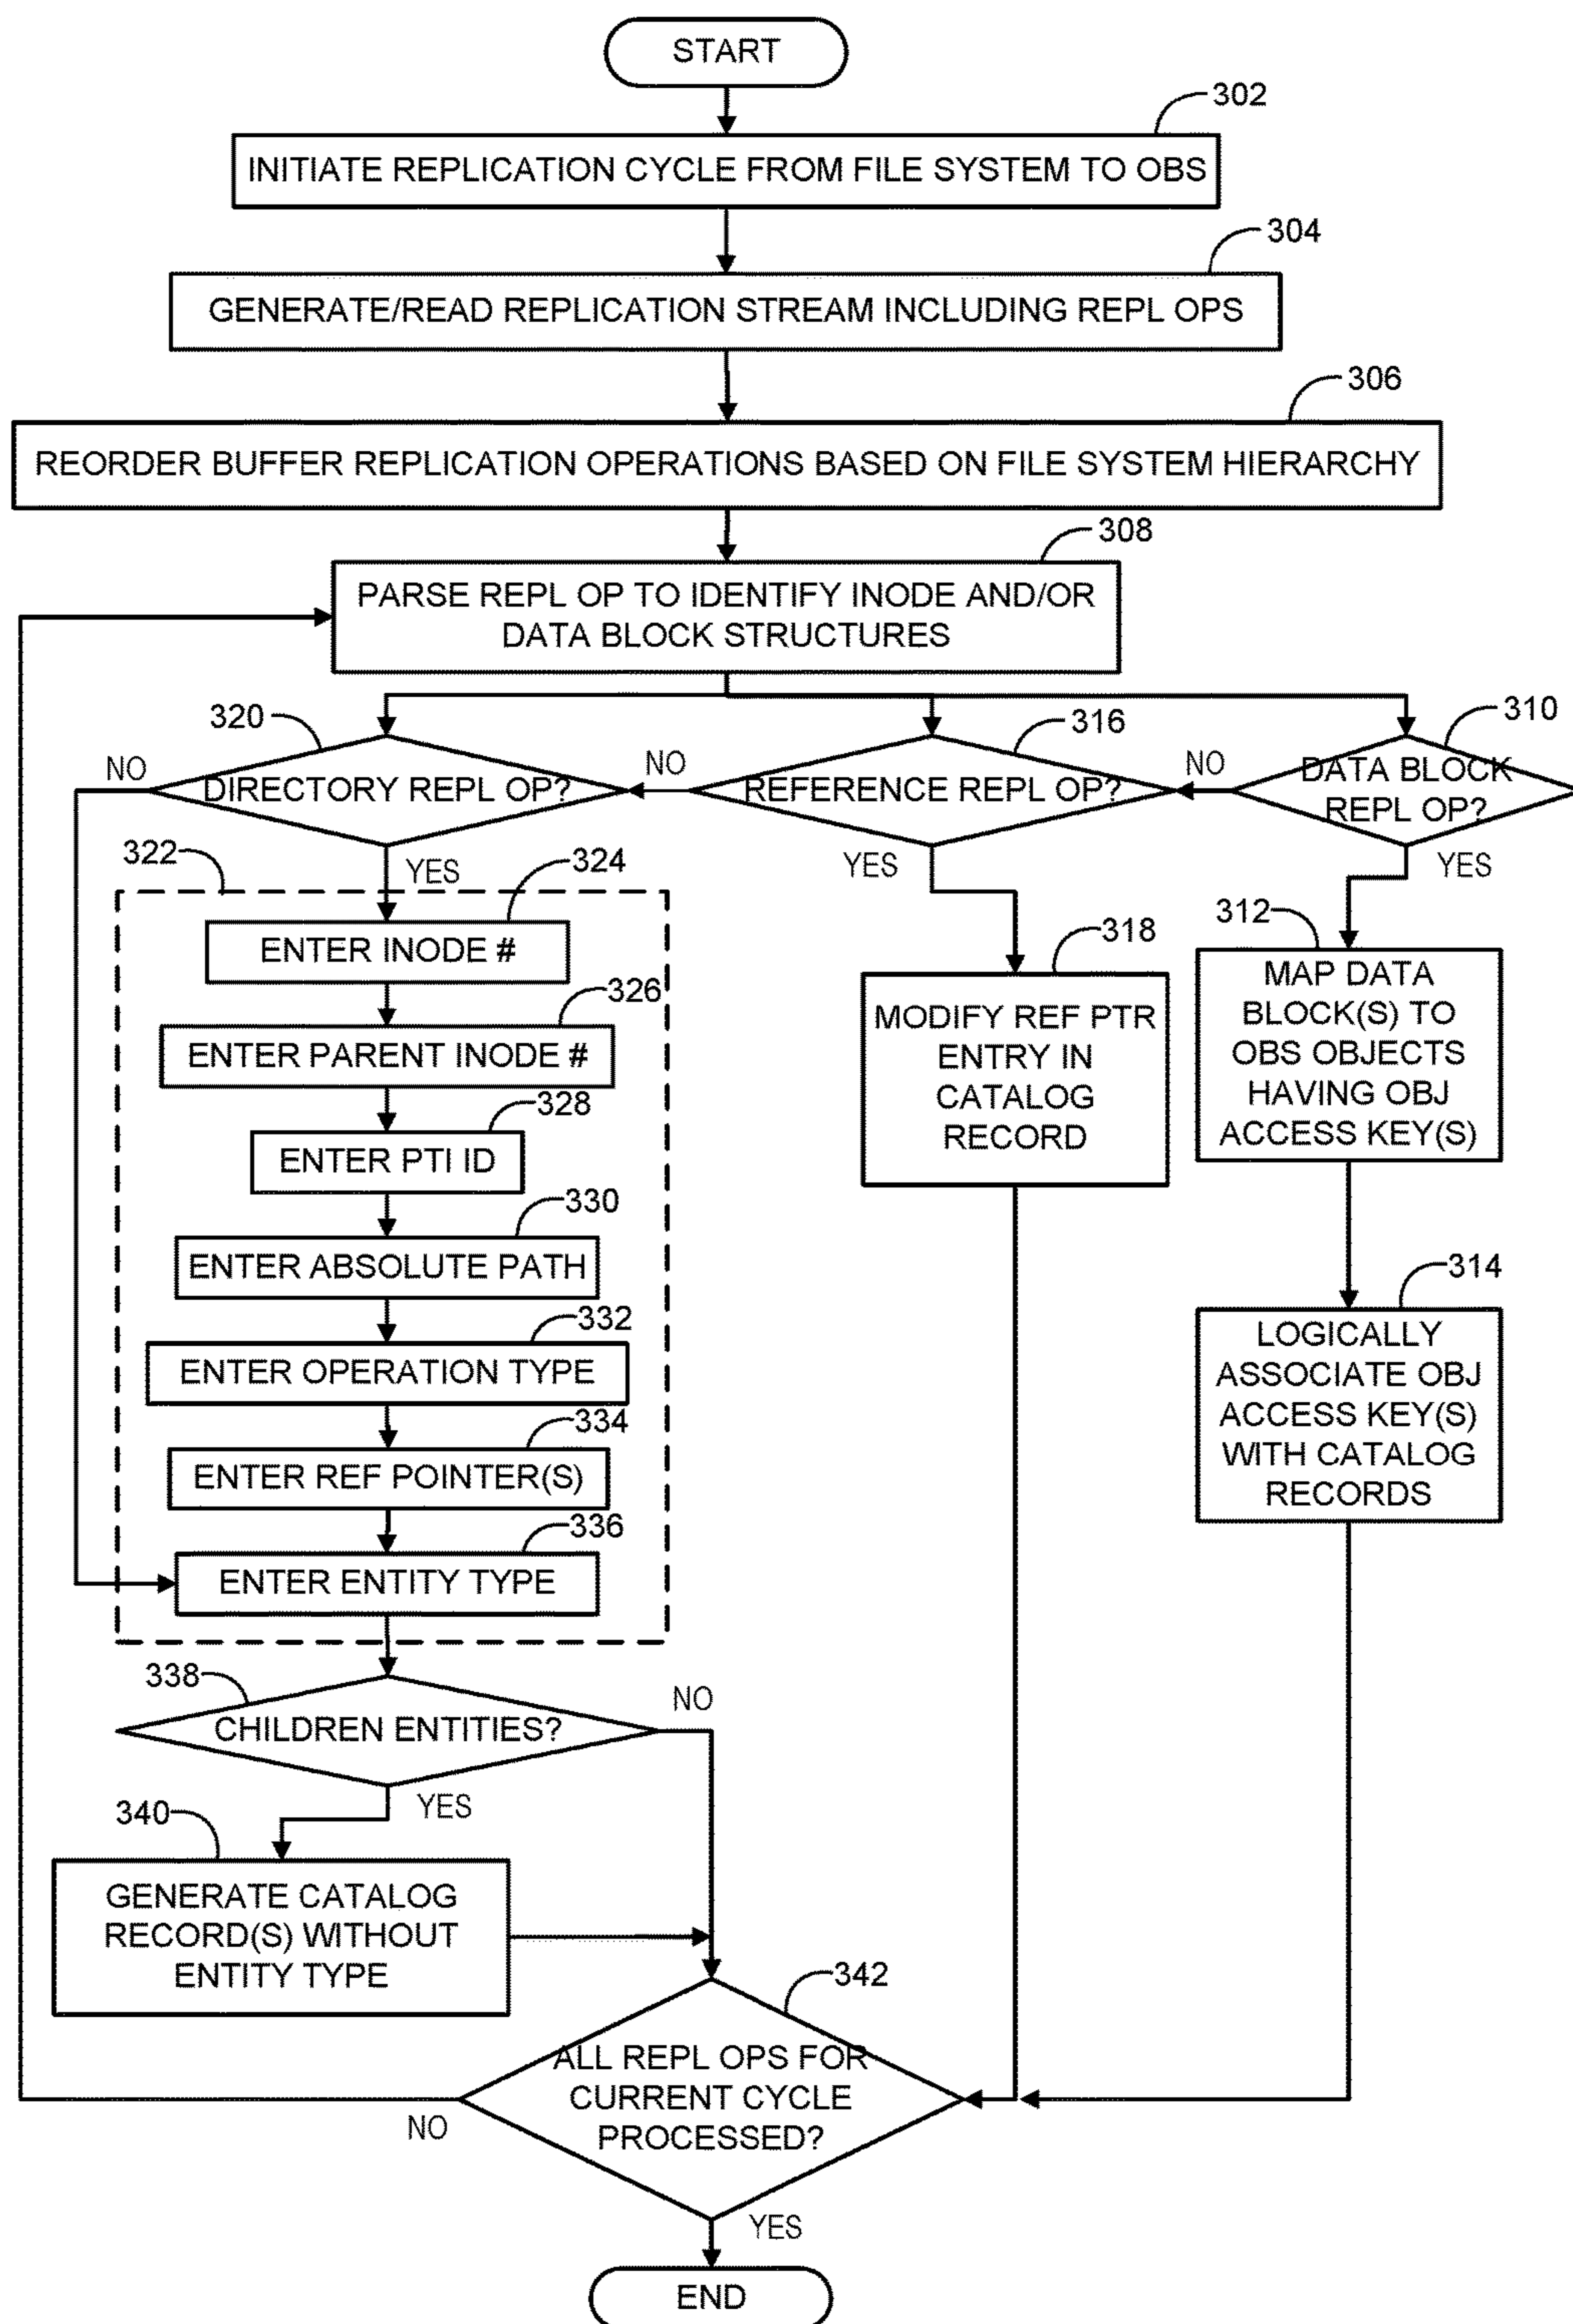 START
302
INITIATE REPLICATION CYCLE FROM FILE SYSTEM TO OBS
304
GENERATE/READ REPLICATION STREAM INCLUDING REPL OPS
306
REORDER BUFFER REPLICATION OPERATIONS BASED ON FILE SYSTEM HIERARCHY
308
PARSE REPL OP TO IDENTIFY INODE AND/OR
DATA BLOCK STRUCTURES
320
316
310
NO
DIRECTORY REPL OP?
NO
REFERENCE REPL OP?
NO
DATA BLOCK
REPL OP?
322
YES
YES
YES
324
ENTER INODE #
326
ENTER PARENT INODE #
328
ENTER PTI ID
330
ENTER ABSOLUTE PATH
332
ENTER OPERATION TYPE
334
ENTER REF POINTER(S)
336
ENTER ENTITY TYPE
318
MODIFY REF PTR
ENTRY IN
CATALOG
RECORD
312
MAP DATA
BLOCK(S) TO
OBS OBJECTS
HAVING OBJ
ACCESS KEY(S)
314
LOGICALLY
ASSOCIATE OBJ
ACCESS KEY(S)
WITH CATALOG
RECORDS
338
CHILDREN ENTITIES?
NO
YES
340
GENERATE CATALOG
RECORD(S) WITHOUT
ENTITY TYPE
342
ALL REPL OPS FOR
CURRENT CYCLE
PROCESSED?
NO
YES
END